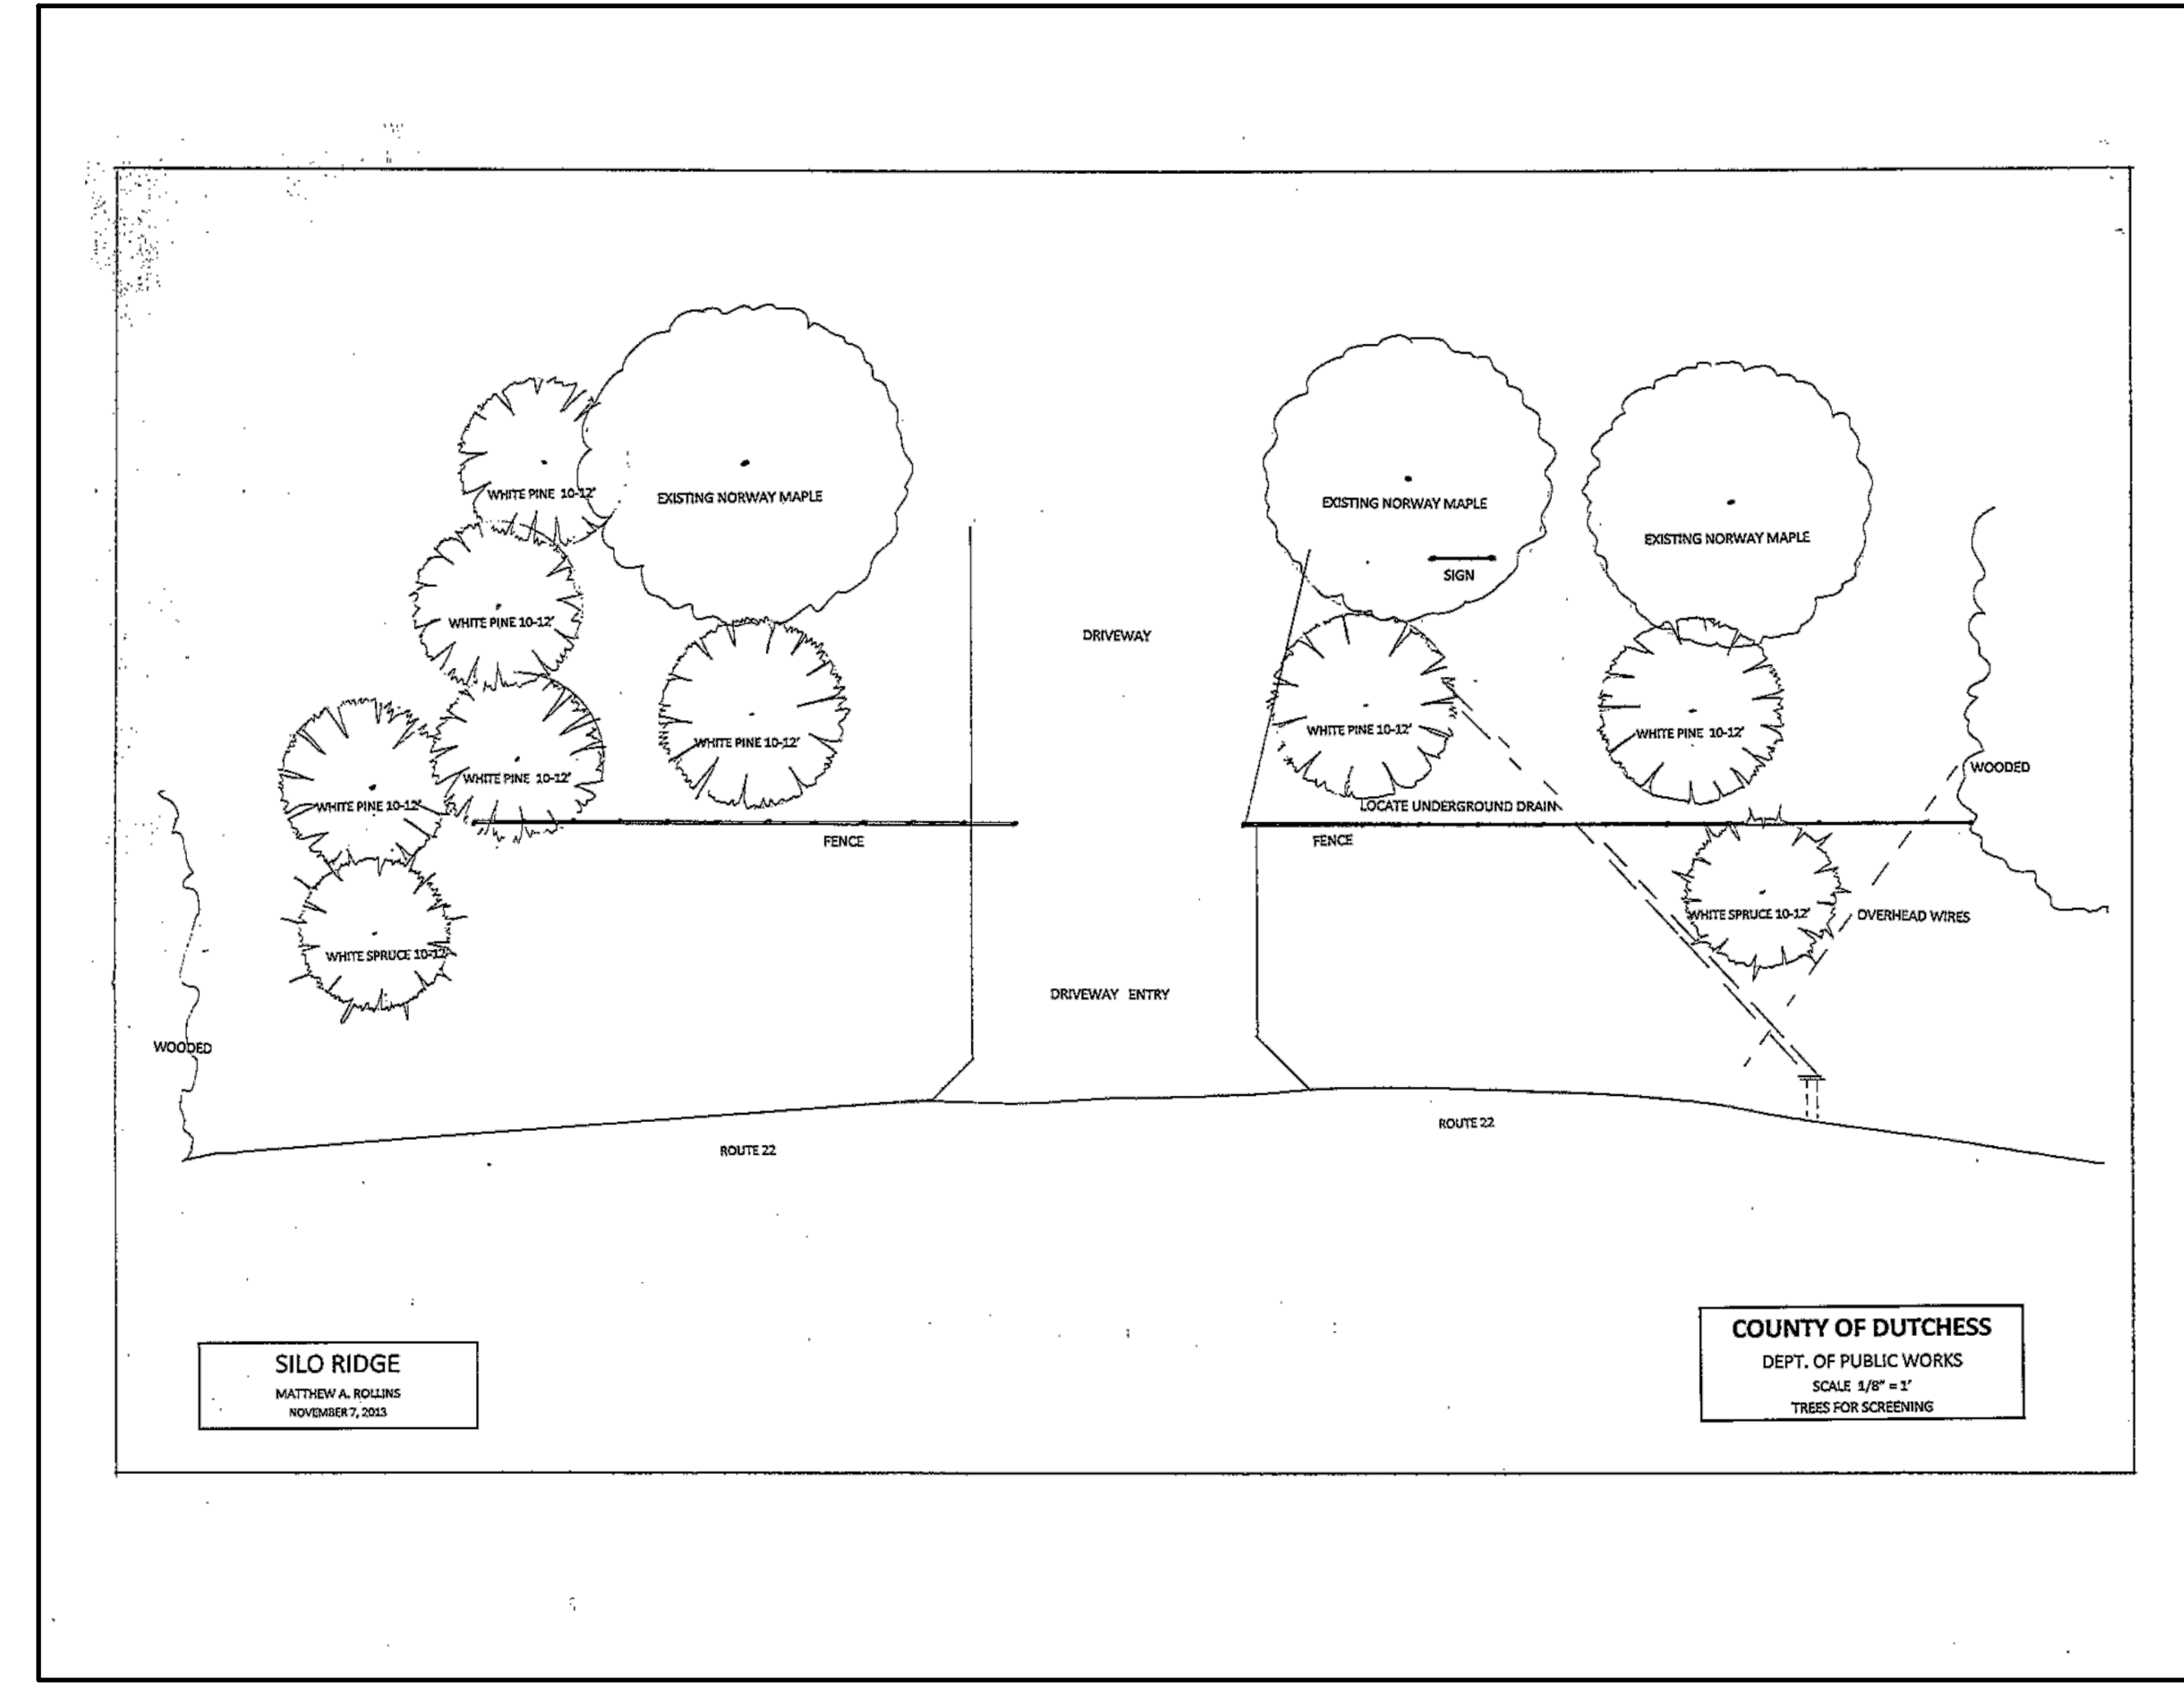 WHITE PINE 10-12'
EXISTING NORWAY MAPLE
EXISTING NORWAY MAPLE
EXISTING NORWAY MAPLE
SIGN
WHITE PINE 10-12'
DRIVEWAY
WHITE PINE 10-12'
WHITE PINE 10-12'
WHITE PINE 10-12'
WHITE PINE 10-12'
WHITE PINE 10-12'
WOODED
LOCATE UNDERGROUND DRAIN
FENCE
FENCE
WHITE SPRUCE 10-12'
WHITE SPRUCE 10-12'
OVERHEAD WIRES
DRIVEWAY ENTRY
WOODED
ROUTE 22
ROUTE 22
SILO RIDGE
MATTHEW A. ROLLINS
NOVEMBER 7, 2013
COUNTY OF DUTCHESS
DEPT. OF PUBLIC WORKS
SCALE 1/8" = 1'
TREES FOR SCREENING